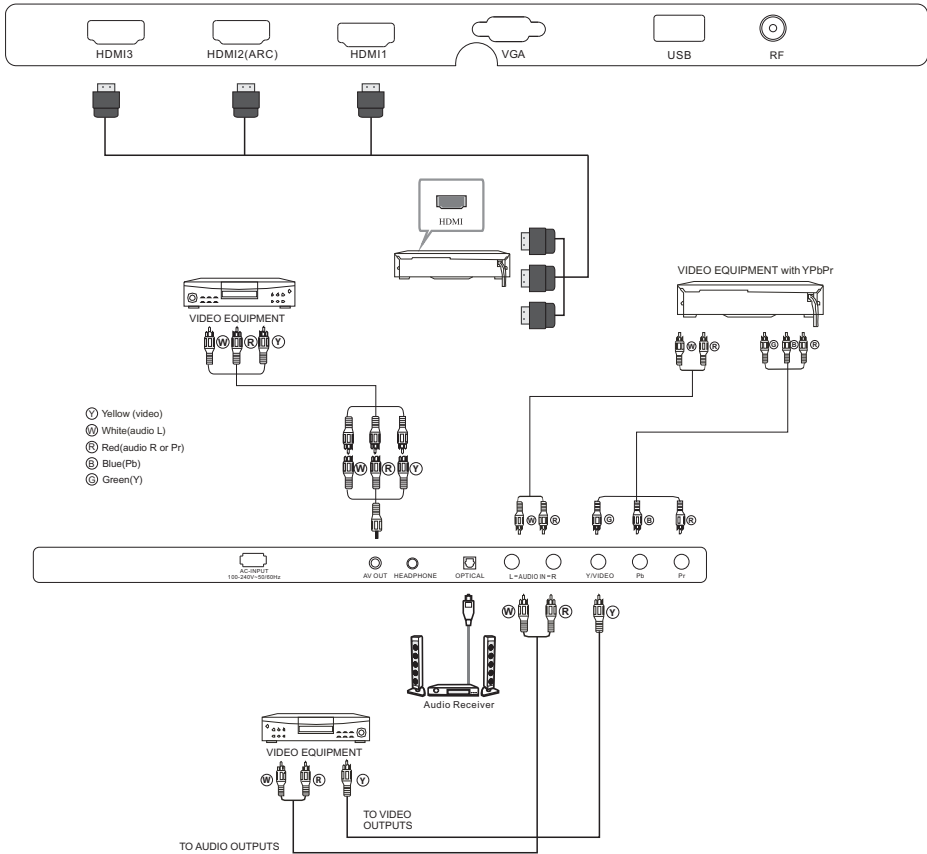 HDMI3 HDMI2(ARC) HDMI1 VGA USB RF
HDMI
VIDEO EQUIPMENT with YPbPr
VIDEO EQUIPMENT
W R Y
W R G B R
Y Yellow (video)
W White(audio L)
R Red(audio R or Pr)
B Blue(Pb)
G Green(Y)
W R Y
W R G B R
AC-INPUT
100-240V~50/60Hz
AV OUT HEADPHONE OPTICAL L=AUDIO IN=R Y/VIDEO Pb Pr
W R Y
Audio Receiver
VIDEO EQUIPMENT
W R Y
TO VIDEO
OUTPUTS
TO AUDIO OUTPUTS